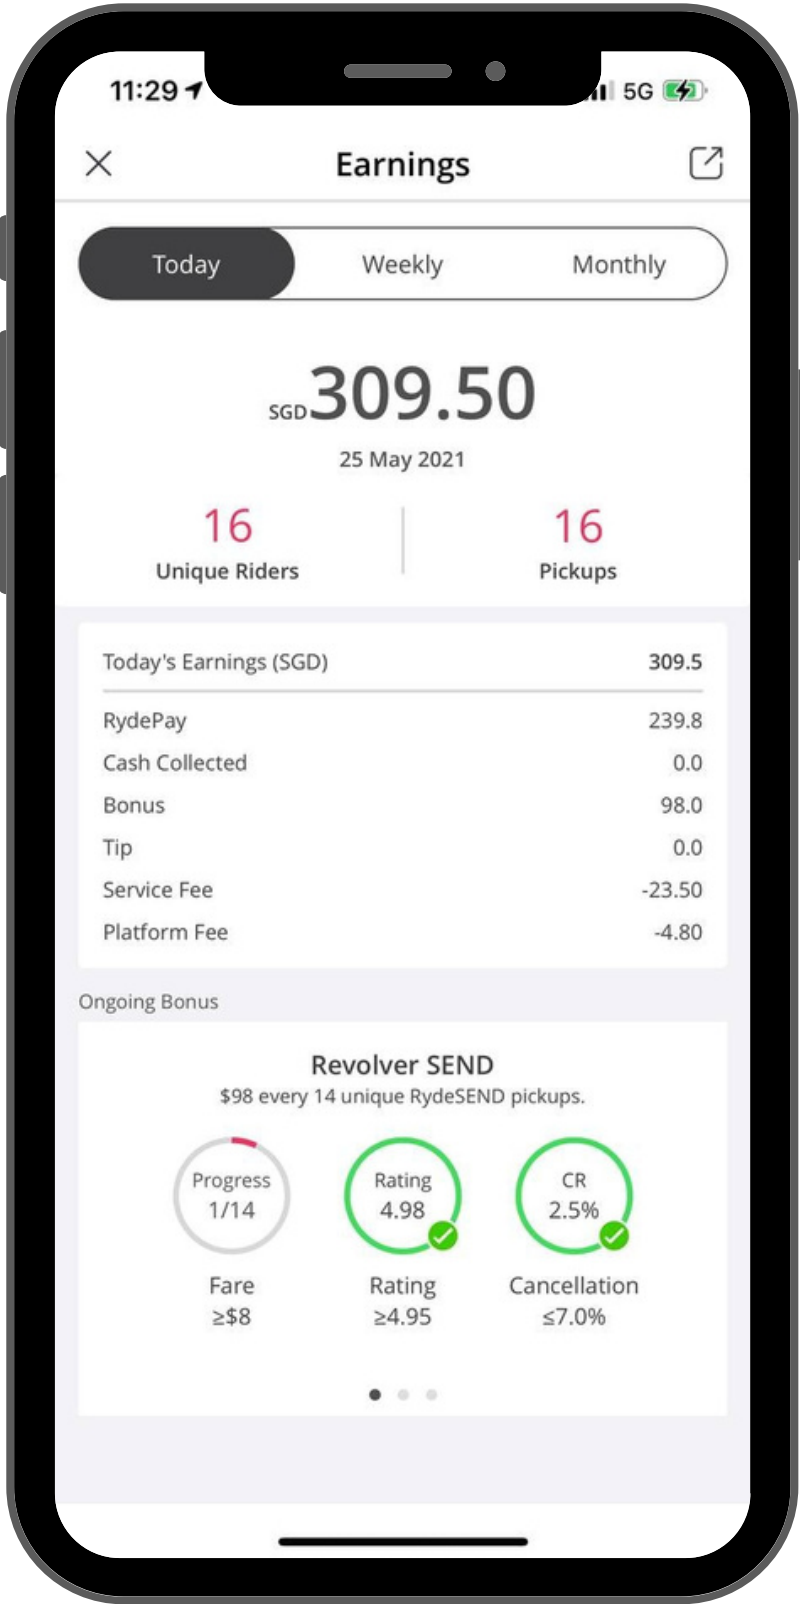 11:29 5G
Earnings
Today Weekly Monthly
SGD 309.50
25 May 2021
16 16
Unique Riders Pickups
Today's Earnings (SGD) 309.5
RydePay 239.8
Cash Collected 0.0
Bonus 98.0
Tip 0.0
Service Fee -23.50
Platform Fee -4.80
Ongoing Bonus
Revolver SEND
$98 every 14 unique RydeSEND pickups.
Progress Rating CR
1/14 4.98 2.5%
Fare Rating Cancellation
≥$8 ≥4.95 ≤7.0%